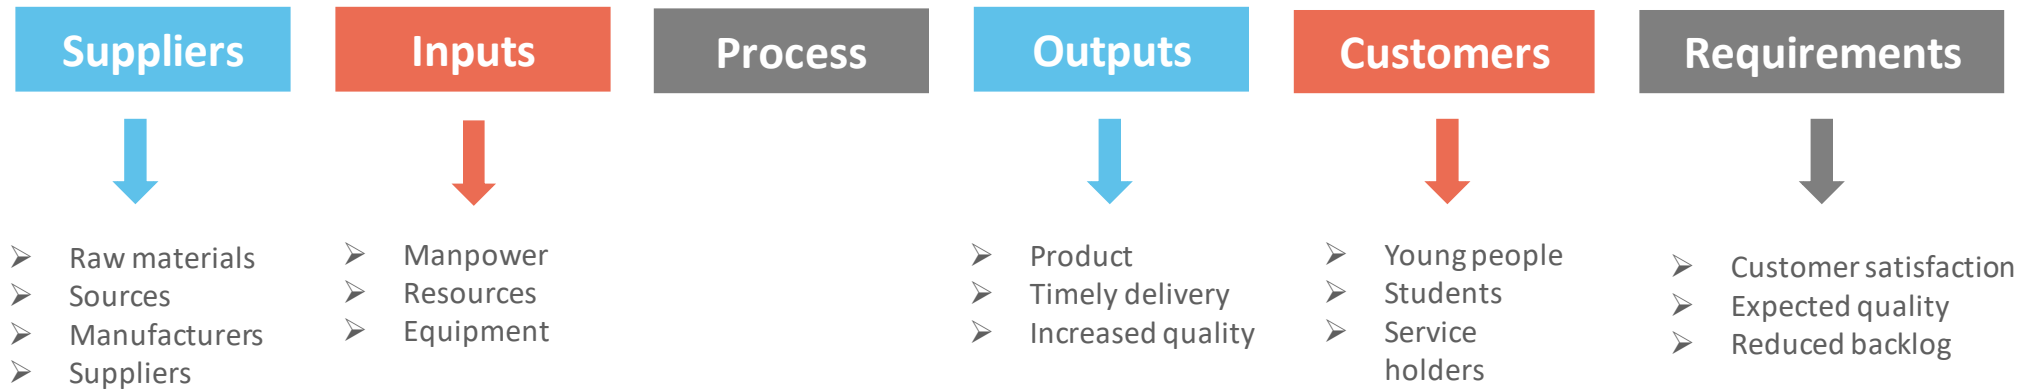 Suppliers
Inputs
Process
Outputs
Customers
Requirements
➢ Raw materials
➢ Sources
➢ Manufacturers
➢ Suppliers
➢ Manpower
➢ Resources
➢ Equipment
➢ Product
➢ Timely delivery
➢ Increased quality
➢ Young people
➢ Students
➢ Service
holders
➢ Customer satisfaction
➢ Expected quality
➢ Reduced backlog